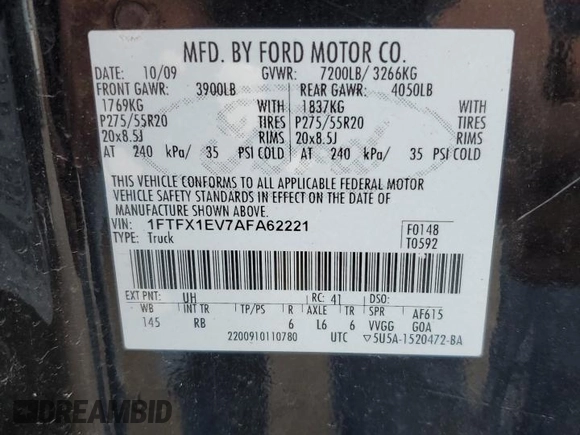 MFD. BY FORD MOTOR CO.
DATE: 10/09 GVWR: 7200LB/ 3266KG
FRONT GAWR: 3900LB REAR GAWR: 4050LB
1769KG WITH 1837KG WITH
P275/55R20 TIRES P275/55R20 TIRES
20x8.5J RIMS 20x8.5J RIMS
AT 240 kPa/ 35 PSI COLD AT 240 kPa/ 35 PSI COLD
THIS VEHICLE CONFORMS TO ALL APPLICABLE FEDERAL MOTOR
VEHICLE SAFETY STANDARDS IN EFFECT ON THE DATE OF
MANUFACTURE SHOWN ABOVE.
VIN: 1FTFX1EV7AFA62221 F0148
TYPE: Truck T0592
EXT PNT: UH RC: 41 DSO:
WB INT TR TP/PS R AXLE TR SPR AF615
145 RB 6 L6 6 VVGG GOA
2200910110780 UTC ▽5U5A-1520472-BA
DREAMBID